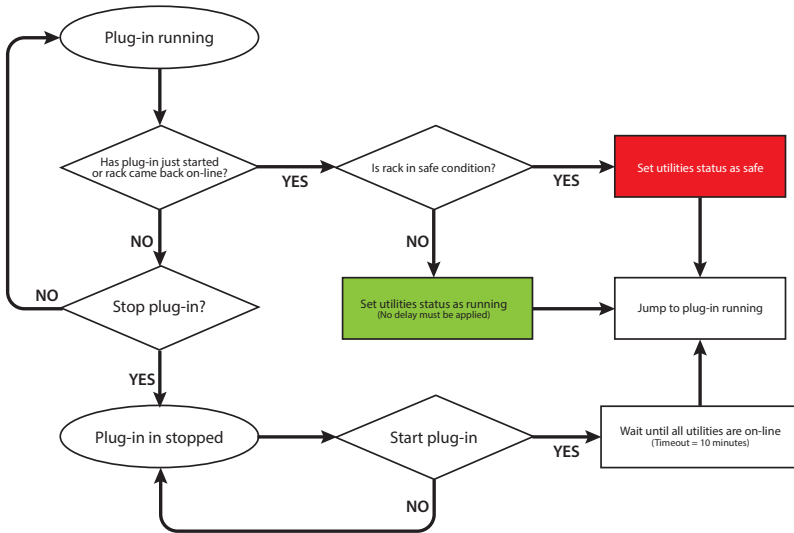 Plug-in running
Has plug-in just started
or rack came back on-line?
YES
Is rack in safe condition?
YES
Set utilities status as safe
NO
NO
NO
Stop plug-in?
Set utilities status as running
(No delay must be applied)
Jump to plug-in running
YES
Plug-in in stopped
Start plug-in
YES
Wait until all utilities are on-line
(Timeout = 10 minutes)
NO